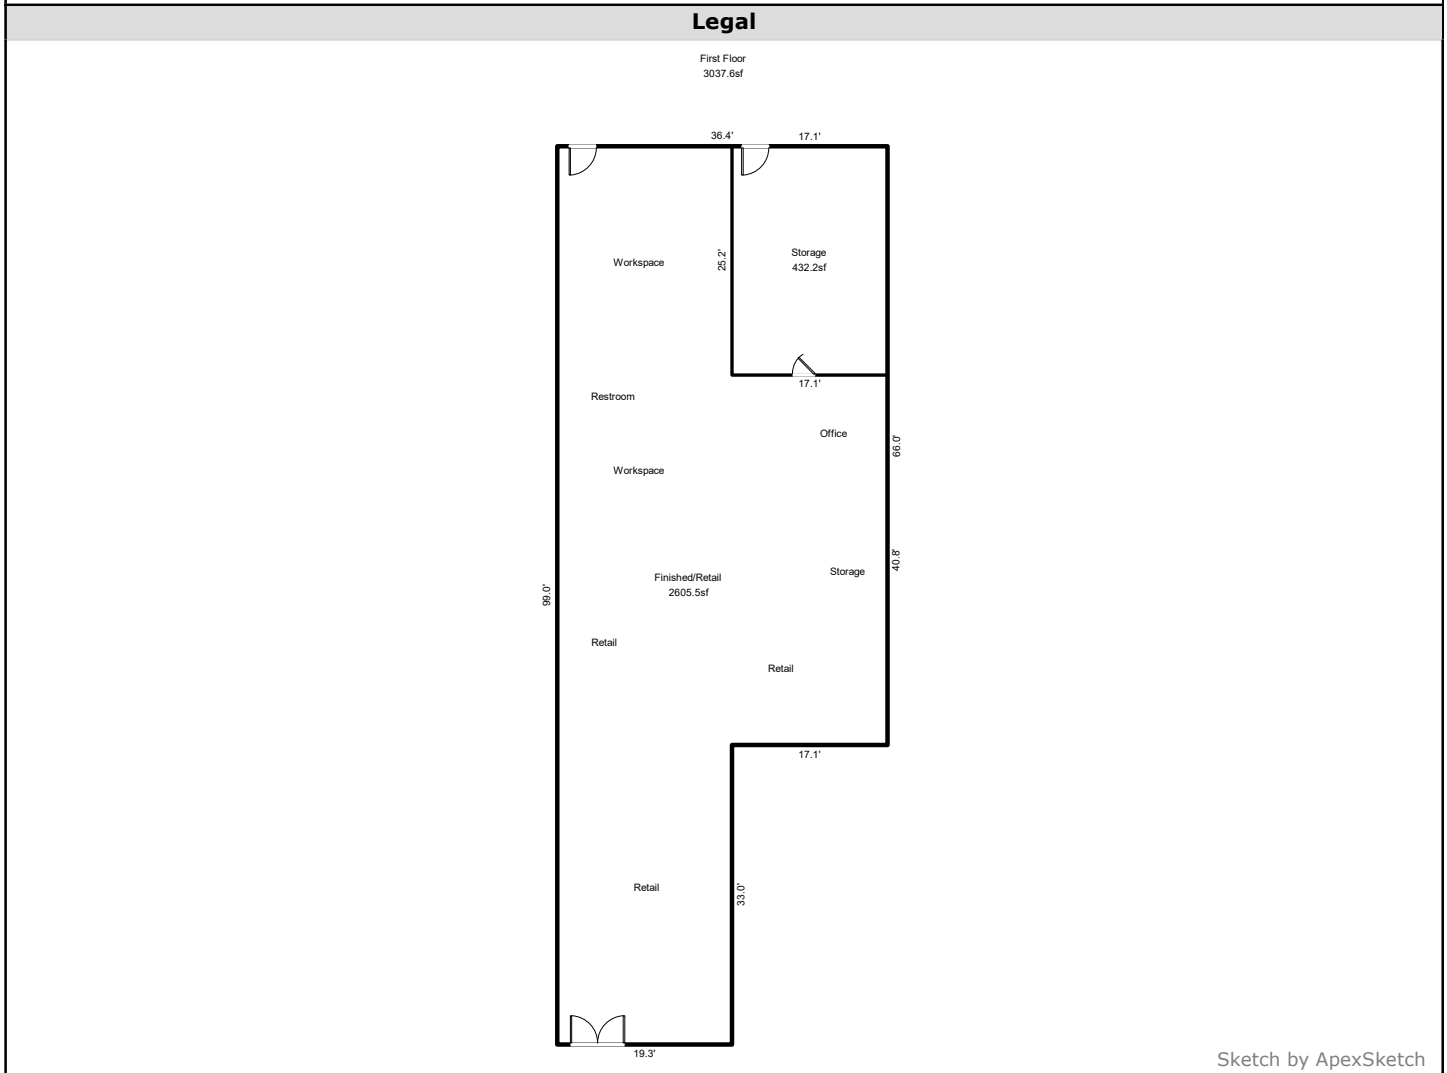 Legal
First Floor
3037.6sf
36.4'
17.1'
25.2'
Storage
432.2sf
Workspace
17.1'
Restroom
Office
66.0'
Workspace
40.8'
Storage
Finished/Retail
2605.5sf
99.0'
Retail
Retail
17.1'
Retail
33.0'
19.3'
Sketch by ApexSketch